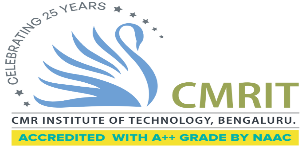 CELEBRATING 25 YEARS
CMRIT
CMR INSTITUTE OF TECHNOLOGY, BENGALURU.
ACCREDITED WITH A++ GRADE BY NAAC